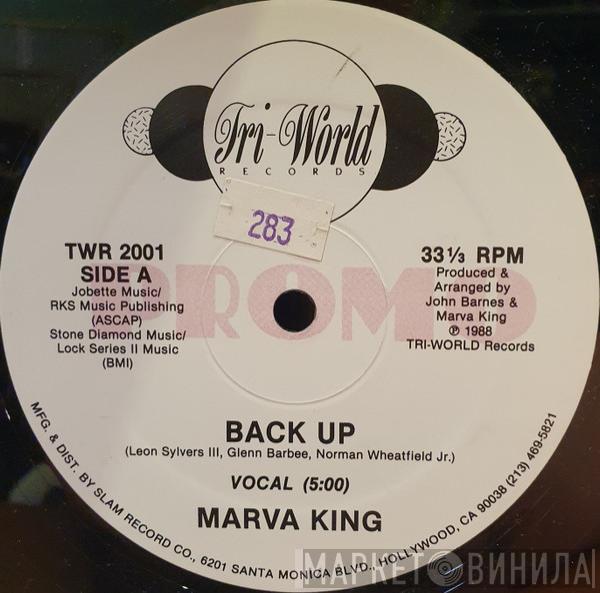 Tri-World
RECORDS
283
PROMO
TWR 2001
SIDE A
Jobette Music/
RKS Music Publishing
(ASCAP)
Stone Diamond Music/
Lock Series II Music
(BMI)
33 1/3 RPM
Produced &
Arranged by
John Barnes &
Marva King
℗ 1988
TRI-WORLD Records
BACK UP
(Leon Sylvers III, Glenn Barbee, Norman Wheatfield Jr.)
VOCAL (5:00)
MARVA KING
MFG. & DIST. BY SLAM RECORD CO., 6201 SANTA MONICA BLVD., HOLLYWOOD, CA 90038 (213) 469-5821
МАРКЕТ ВИНИЛА